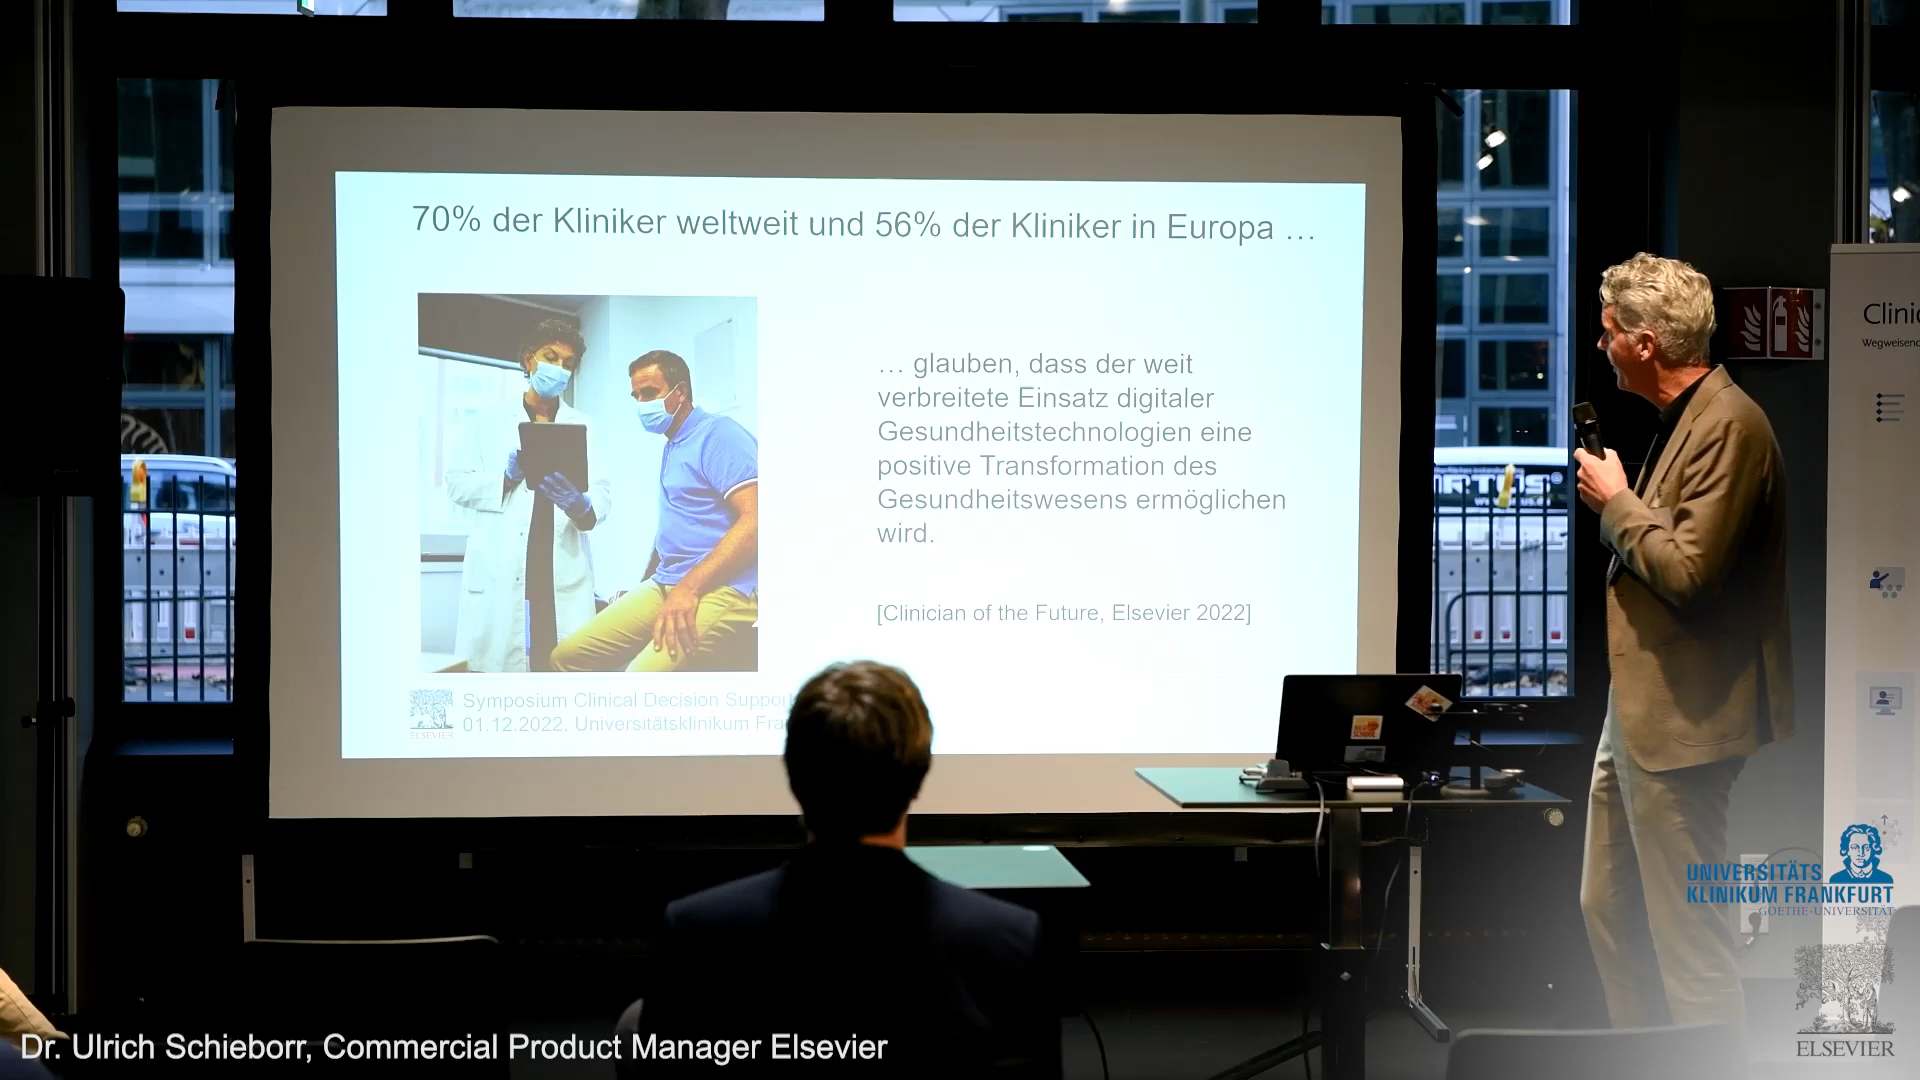 70% der Kliniker weltweit und 56% der Kliniker in Europa …
… glauben, dass der weit
verbreitete Einsatz digitaler
Gesundheitstechnologien eine
positive Transformation des
Gesundheitswesens ermöglichen
wird.
[Clinician of the Future, Elsevier 2022]
ELSEVIER
Symposium Clinical Decision Support
01.12.2022, Universitätsklinikum Fra
Clinic
Wegweisend
UNIVERSITÄTS
KLINIKUM FRANKFURT
GOETHE-UNIVERSITÄT
ELSEVIER
Dr. Ulrich Schieborr, Commercial Product Manager Elsevier